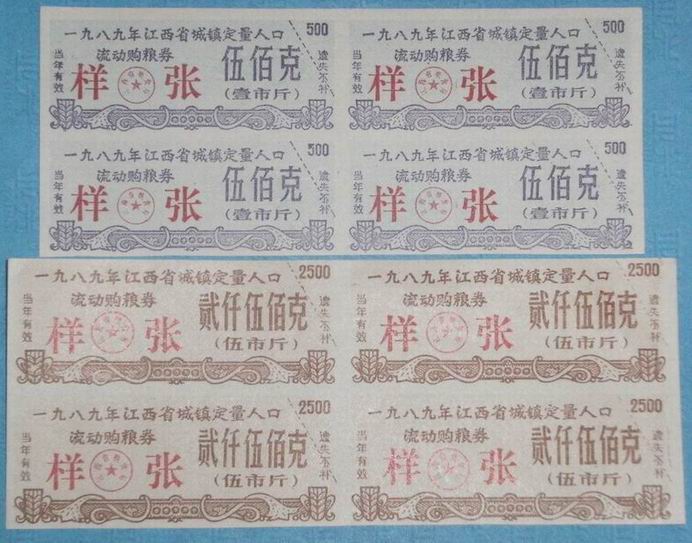 一九八九年江西省城镇定量人口 500
当年有效 流动购粮券 伍佰克 遗失不补
样 张 (壹市斤)
一九八九年江西省城镇定量人口 500
当年有效 流动购粮券 伍佰克 遗失不补
样 张 (壹市斤)
一九八九年江西省城镇定量人口 500
当年有效 流动购粮券 伍佰克 遗失不补
样 张 (壹市斤)
一九八九年江西省城镇定量人口 500
当年有效 流动购粮券 伍佰克 遗失不补
样 张 (壹市斤)
一九八九年江西省城镇定量人口 2500
当年有效 流动购粮券 贰仟伍佰克 遗失不补
样 张 (伍市斤)
一九八九年江西省城镇定量人口 2500
当年有效 流动购粮券 贰仟伍佰克 遗失不补
样 张 (伍市斤)
一九八九年江西省城镇定量人口 2500
当年有效 流动购粮券 贰仟伍佰克 遗失不补
样 张 (伍市斤)
一九八九年江西省城镇定量人口 2500
当年有效 流动购粮券 贰仟伍佰克 遗失不补
样 张 (伍市斤)